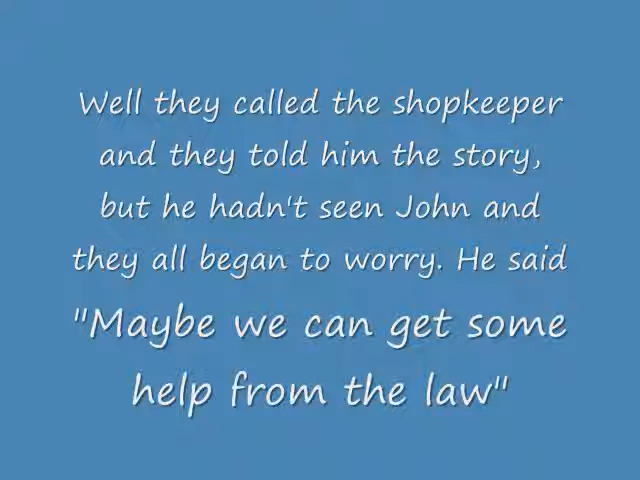 Well they called the shopkeeper
and they told him the story,
but he hadn't seen John and
they all began to worry. He said
"Maybe we can get some
help from the law"